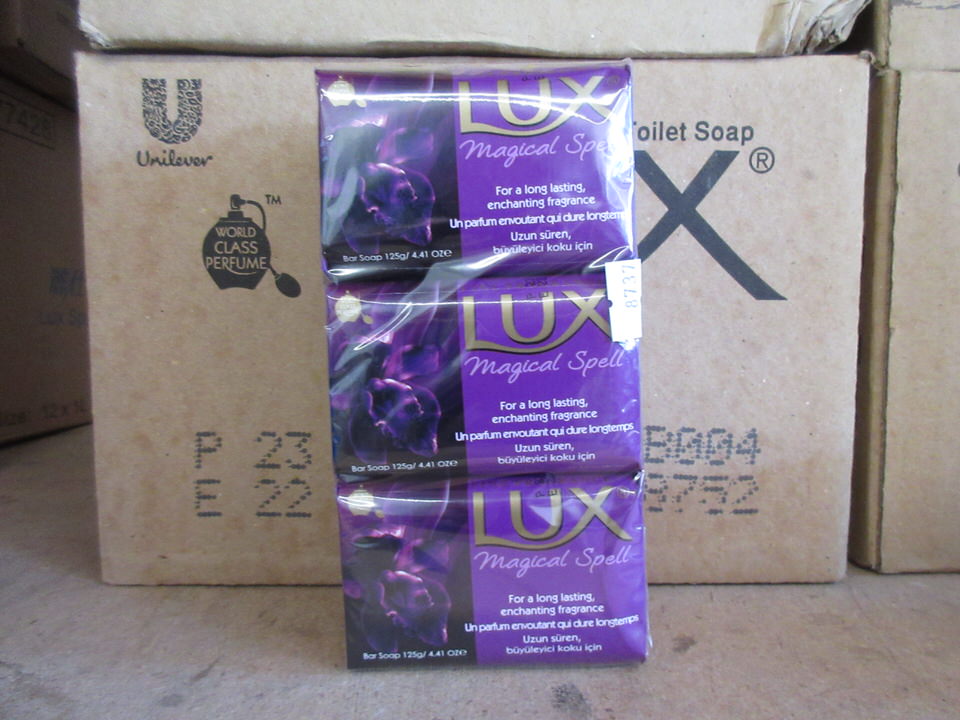 Unilever
WORLD
CLASS
PERFUME
TM
Toilet Soap
X®
P 23
E 22
LUX
Magical Spell
For a long lasting,
enchanting fragrance
Un parfum envoutant qui dure longtemps
Uzun süren,
büyüleyici koku için
Bar Soap 125g/ 4.41 OZ℮
8737
LUX
Magical Spell
For a long lasting,
enchanting fragrance
Un parfum envoutant qui dure longtemps
Uzun süren,
büyüleyici koku için
Bar Soap 125g/ 4.41 OZ℮
LUX
Magical Spell
For a long lasting,
enchanting fragrance
Un parfum envoutant qui dure longtemps
Uzun süren,
büyüleyici koku için
Bar Soap 125g/ 4.41 OZ℮